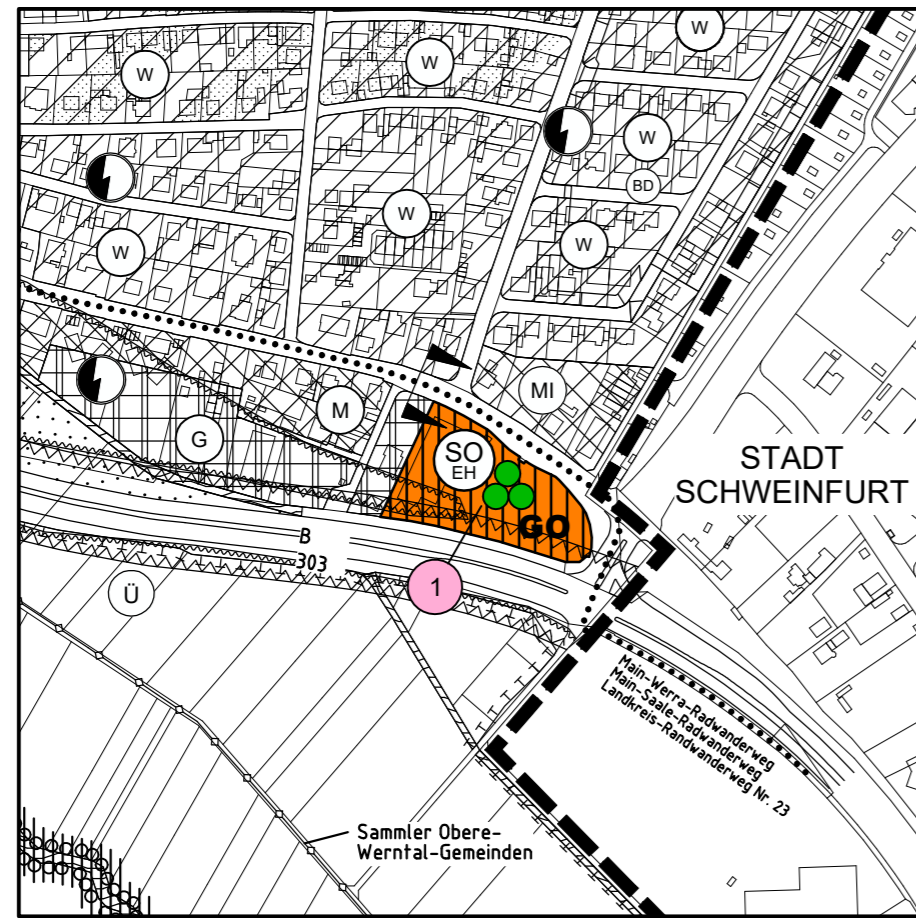 W
W
W
W
BD
W
W
W
MI
M
G
SO
EH
GO
STADT
SCHWEINFURT
B
303
1
Ü
Main-Werra-Radwanderweg
Main-Saale-Radwanderweg
Landkreis-Randwanderweg Nr. 23
Sammler Obere-
Werntal-Gemeinden